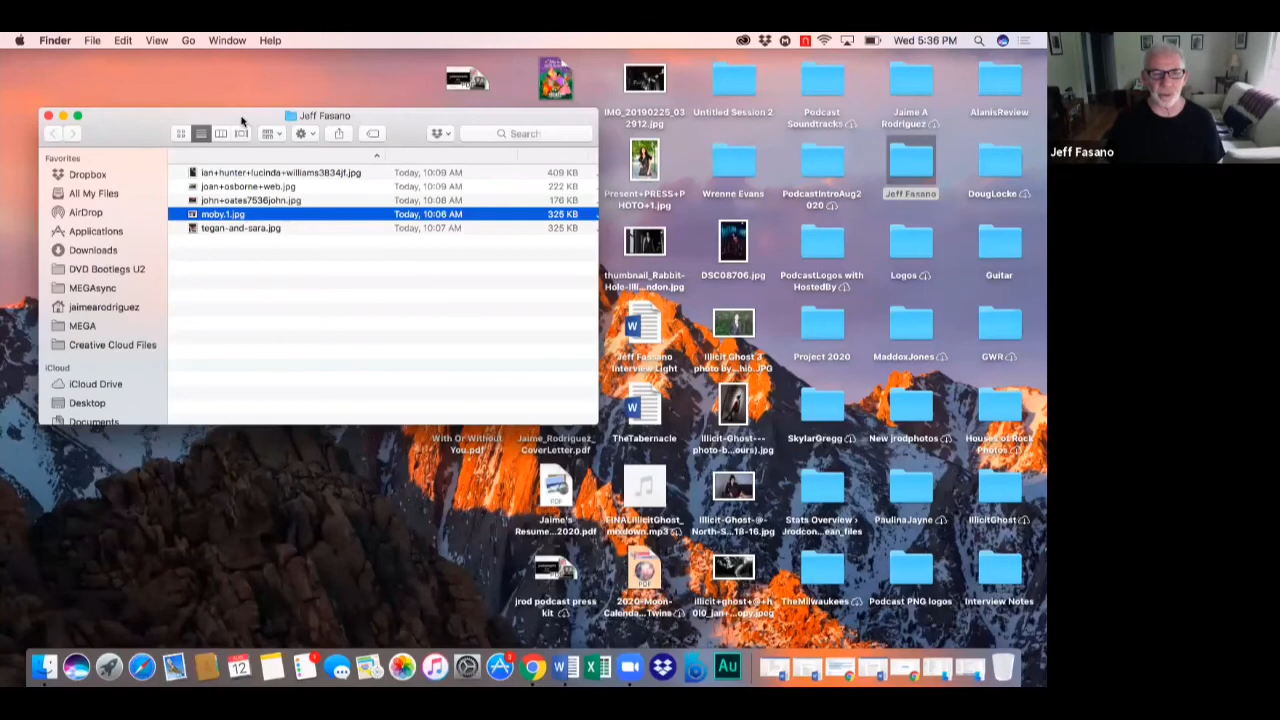 Finder File Edit View Go Window Help
Wed 5:36 PM
Jeff Fasano
Search
Favorites
Dropbox
All My Files
AirDrop
Applications
Downloads
DVD Bootlegs U2
MEGAsync
jaimearodriguez
MEGA
Creative Cloud Files
iCloud
iCloud Drive
Desktop
Documents
ian+hunter+lucinda+williams3834jf.jpg Today, 10:09 AM 409 KB
joan+osborne+web.jpg Today, 10:09 AM 222 KB
john+oates7536john.jpg Today, 10:08 AM 176 KB
moby.1.jpg Today, 10:06 AM 325 KB
tegan-and-sara.jpg Today, 10:07 AM 325 KB
IMG_20190225_03
2912.jpg
Untitled Session 2
Podcast
Soundtracks
Jaime A
Rodriguez
AlanisReview
Present+PRESS+P
HOTO+1.jpg
Wrenne Evans
PodcastIntroAug2
020
Jeff Fasano
DougLocke
thumbnail_Rabbit-
Hole-Illi...ndon.jpg
DSC08706.jpg
PodcastLogos with
HostedBy
Logos
Guitar
Jeff Fasano
Interview Light
Illicit Ghost 3
photo by...hio..JPG
Project 2020
MaddoxJones
GWR
With Or Without
You.pdf
Jaime_Rodriguez_
CoverLetter.pdf
TheTabernacle
Illicit-Ghost---
photo-b...ours).jpg
SkylarGregg
New jrodphotos
Houses of Rock
Photos
PDF
Jaime's
Resume...2020.pdf
FINALIllicitGhost_
mixdown.mp3
Illicit-Ghost-@-
North-S...18-16.jpg
Stats Overview ›
Jrodcon...ean_files
PaulinaJayne
IllicitGhost
jrod podcast press
kit
PDF
2020-Moon-
Calenda...Twins
illicit+ghost+@+h
010_jan+...opy.jpeg
TheMilwaukees
Podcast PNG logos
Interview Notes
12
Au
Jeff Fasano